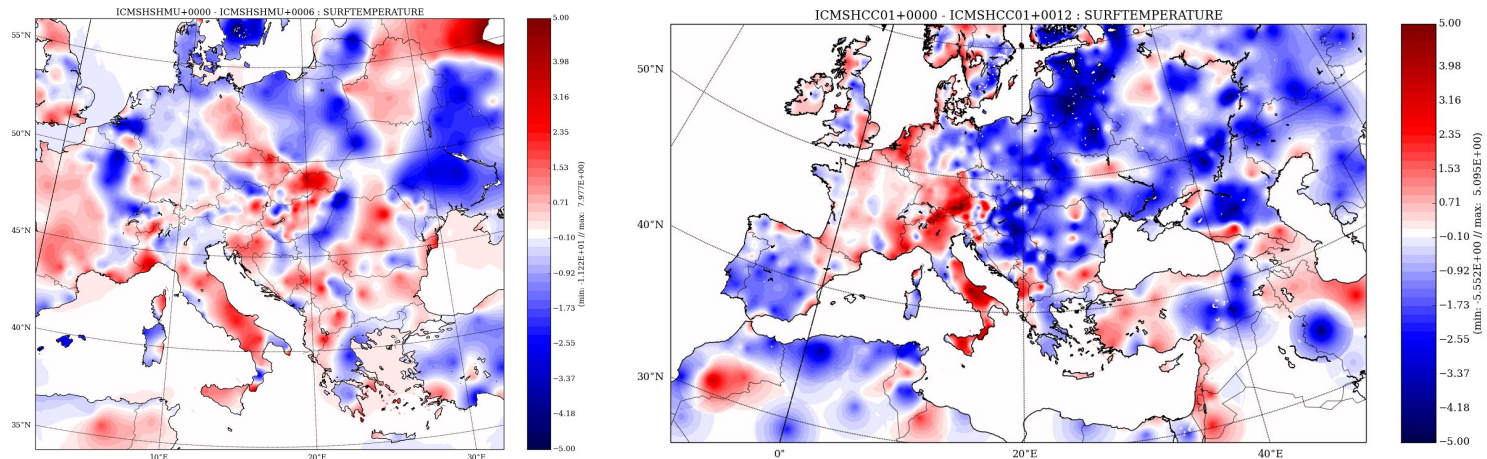 ICMSHSHMU+0000 - ICMSHSHMU+0006 : SURFTEMPERATURE
55°N
50°N
45°N
40°N
35°N
10°E
20°E
30°E
5.00
3.98
3.16
2.35
1.53
0.71
−0.10
−0.92
−1.73
−2.55
−3.37
−4.18
−5.00
(min: -1.122E+01 // max: 7.977E+00)
ICMSHCC01+0000 - ICMSHCC01+0012 : SURFTEMPERATURE
50°N
50°N
40°N
30°N
0°
20°E
40°E
5.00
3.98
3.16
2.35
1.53
0.71
−0.10
−0.92
−1.73
−2.55
−3.37
−4.18
−5.00
(min: -5.552E+00 // max: 5.095E+00)